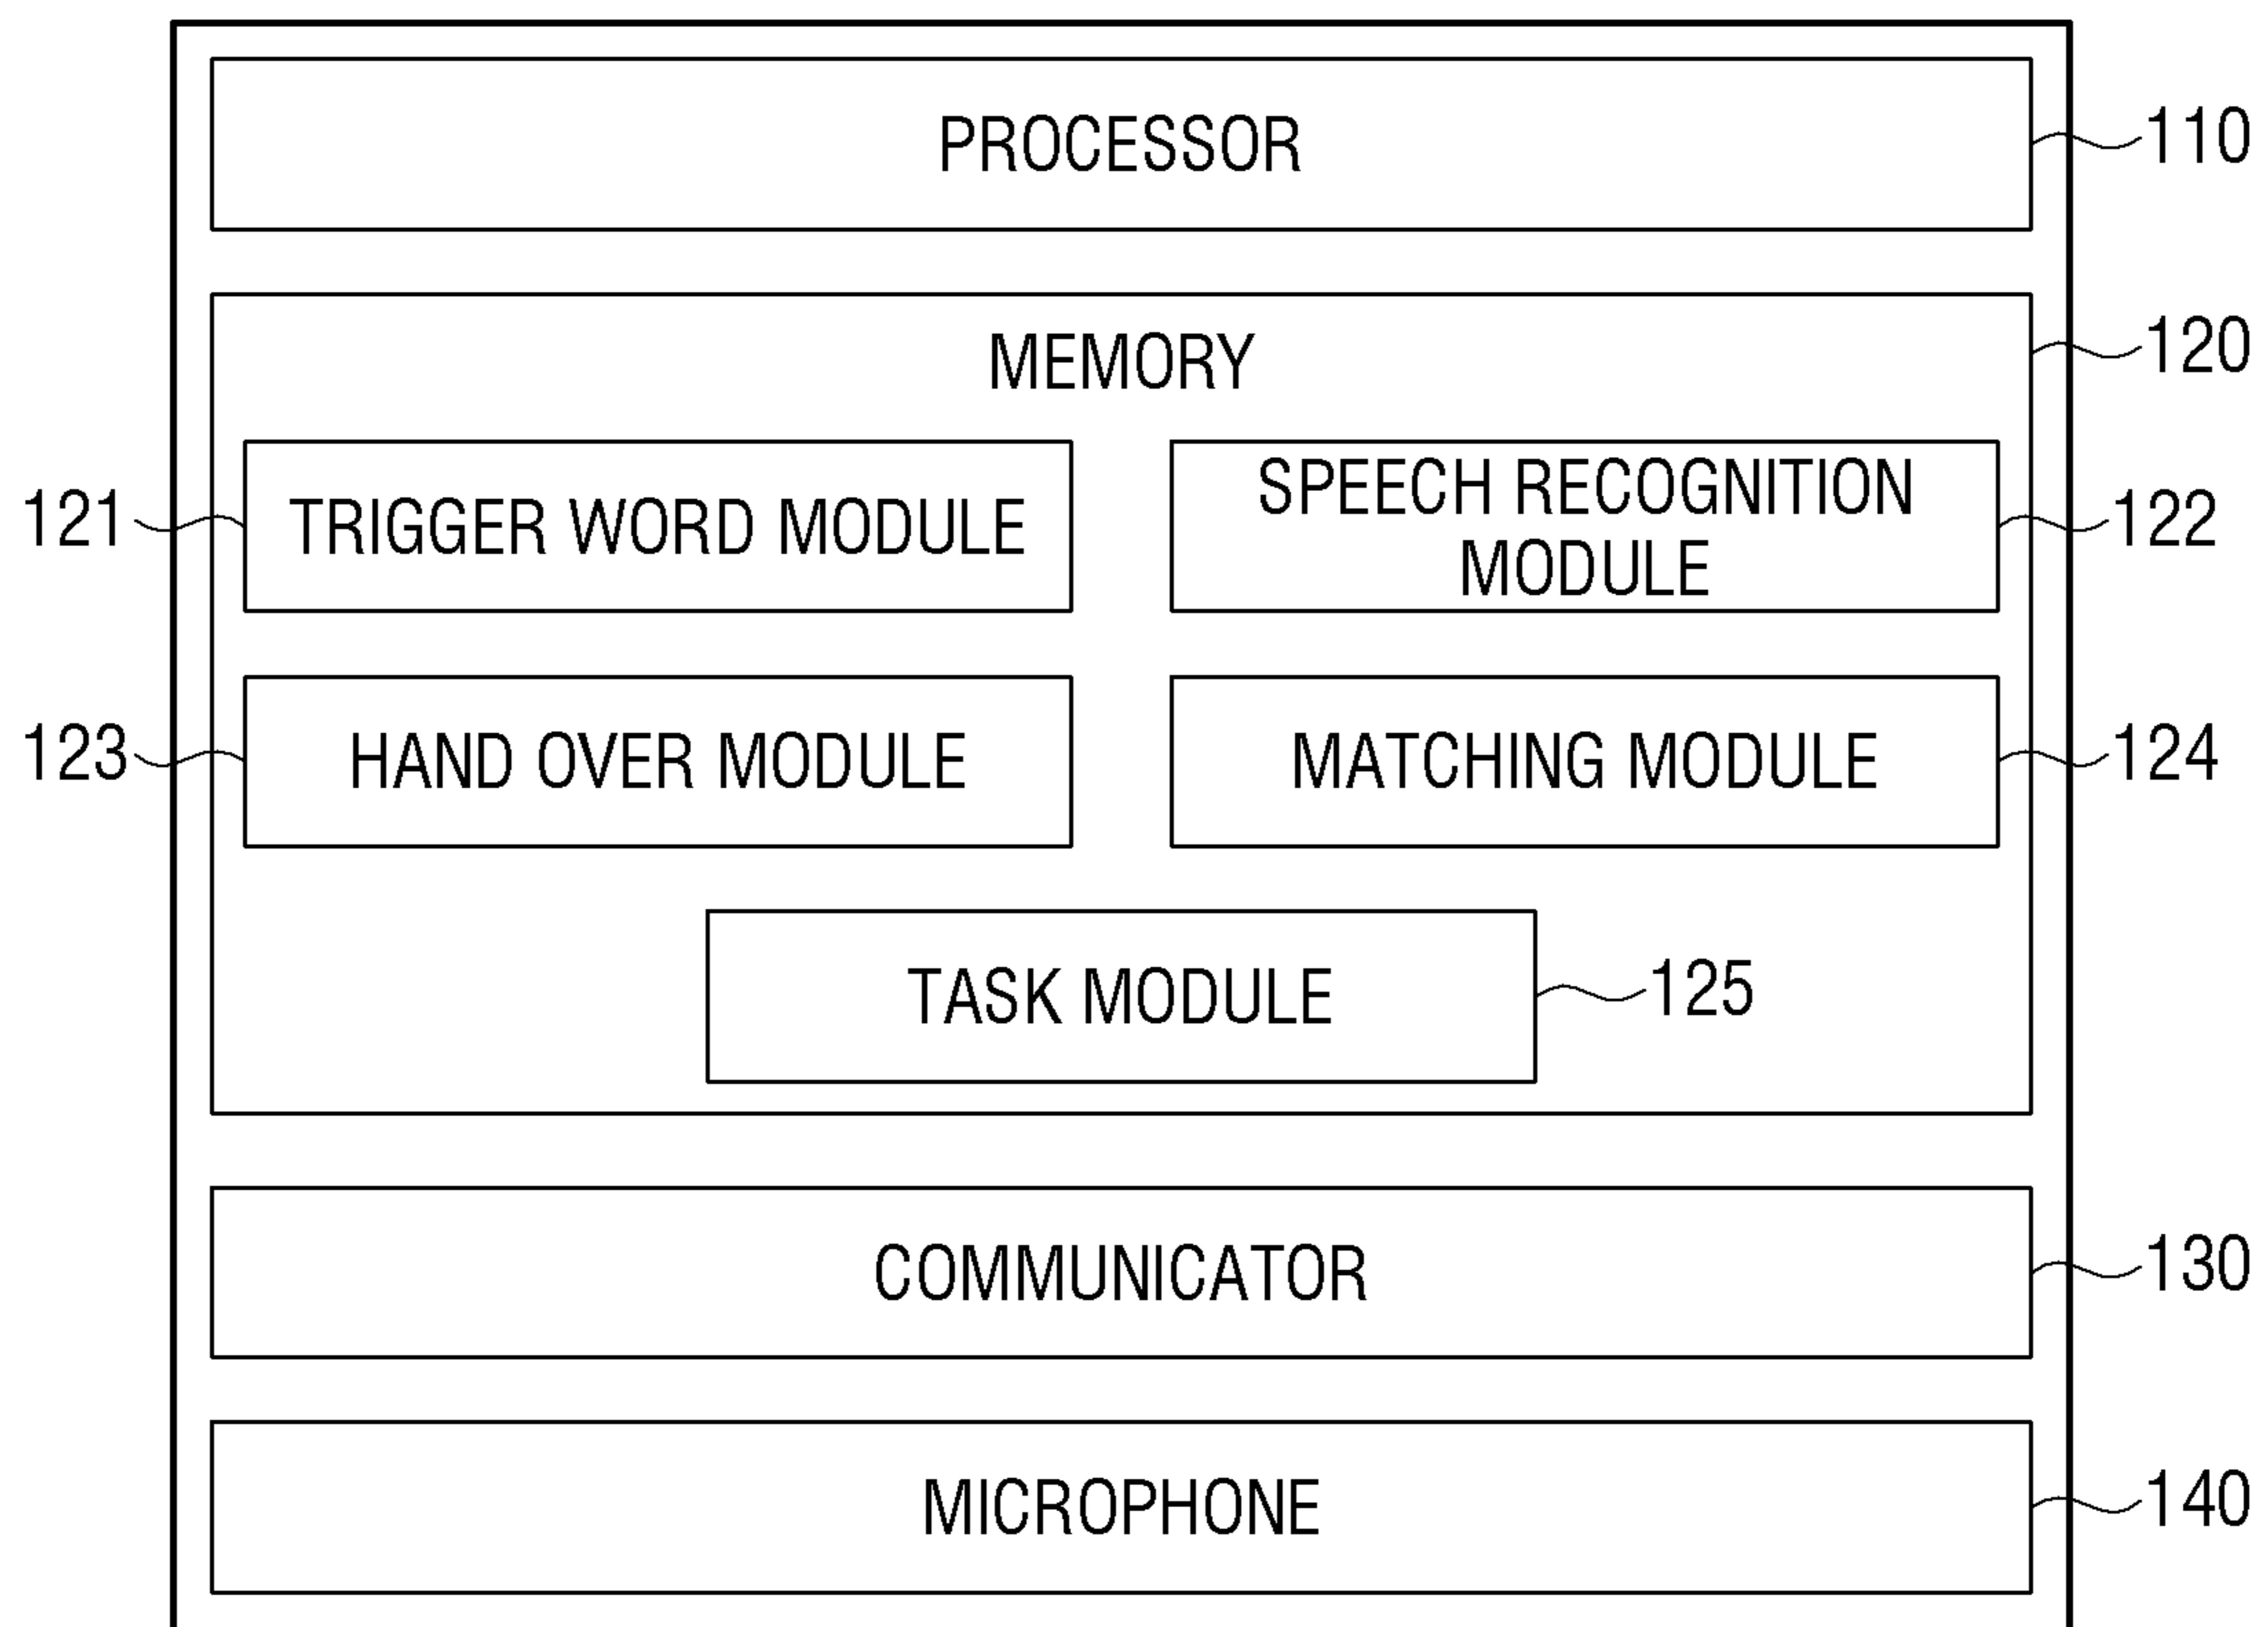 PROCESSOR
110
MEMORY
120
121
TRIGGER WORD MODULE
SPEECH RECOGNITION
MODULE
122
123
HAND OVER MODULE
MATCHING MODULE
124
TASK MODULE
125
COMMUNICATOR
130
MICROPHONE
140